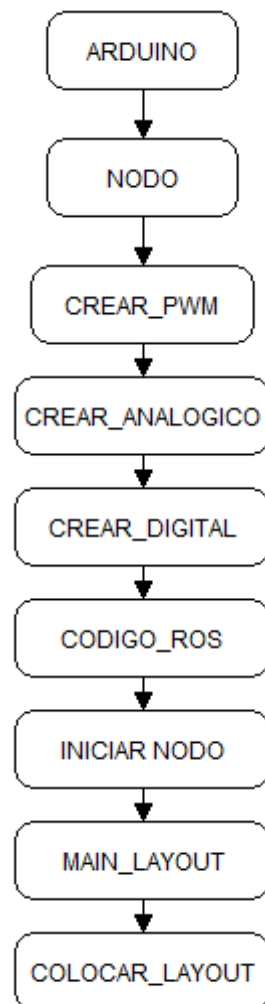 ARDUINO
NODO
CREAR_PWM
CREAR_ANALOGICO
CREAR_DIGITAL
CODIGO_ROS
INICIAR NODO
MAIN_LAYOUT
COLOCAR_LAYOUT